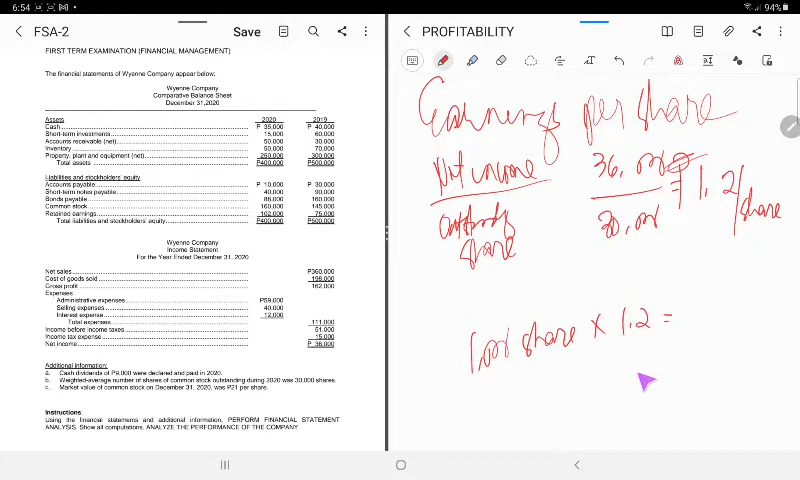 6:54
94%
FSA-2
Save
PROFITABILITY
FIRST TERM EXAMINATION (FINANCIAL MANAGEMENT)
The financial statements of Wyenne Company appear below:
Wyenne Company
Comparative Balance Sheet
December 31,2020
Assets 2020 2019
Cash P 35,000 P 40,000
Short-term investments 15,000 60,000
Accounts receivable (net) 50,000 30,000
Inventory 50,000 70,000
Property, plant and equipment (net) 250,000 300,000
Total assets P400,000 P500,000
Liabilities and stockholders' equity
Accounts payable P 10,000 P 30,000
Short-term notes payable 40,000 90,000
Bonds payable 88,000 160,000
Common stock 160,000 145,000
Retained earnings 102,000 75,000
Total liabilities and stockholders' equity P400,000 P500,000
Wyenne Company
Income Statement
For the Year Ended December 31, 2020
Net sales P360,000
Cost of goods sold 198,000
Gross profit 162,000
Expenses:
Administrative expenses P59,000
Selling expenses 40,000
Interest expense 12,000
Total expenses 111,000
Income before income taxes 51,000
Income tax expense 15,000
Net income P 36,000
Additional information:
a. Cash dividends of P9,000 were declared and paid in 2020.
b. Weighted-average number of shares of common stock outstanding during 2020 was 30,000 shares.
c. Market value of common stock on December 31, 2020, was P21 per share.
Instructions
Using the financial statements and additional information, PERFORM FINANCIAL STATEMENT
ANALYSIS. Show all computations. ANALYZE THE PERFORMANCE OF THE COMPANY
Earnings per share
Net income = 1.2/share
share
share x 1.2 =